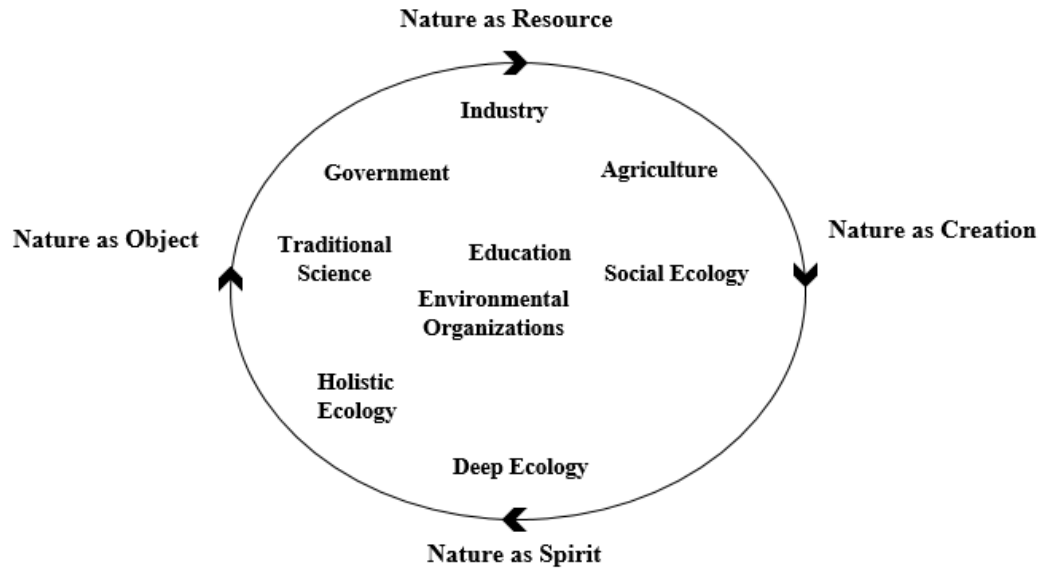 Nature as Resource
Industry
Government
Agriculture
Nature as Object
Nature as Creation
Traditional
Science
Education
Social Ecology
Environmental
Organizations
Holistic
Ecology
Deep Ecology
Nature as Spirit